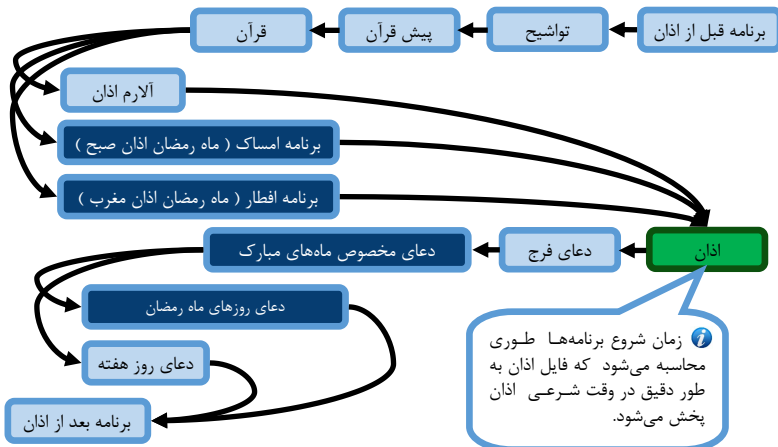 برنامه قبل از اذان
تواشیح
پیش قرآن
قرآن
آلارم اذان
برنامه امساک ( ماه رمضان اذان صبح )
برنامه افطار ( ماه رمضان اذان مغرب )
اذان
دعای فرج
دعای مخصوص ماه‌های مبارک
دعای روزهای ماه رمضان
دعای روز هفته
برنامه بعد از اذان
زمان شروع برنامه‌هـا طـوری
محاسبه می‌شود که فایل اذان به
طور دقیق در وقت شـرعـی اذان
پخش می‌شود.